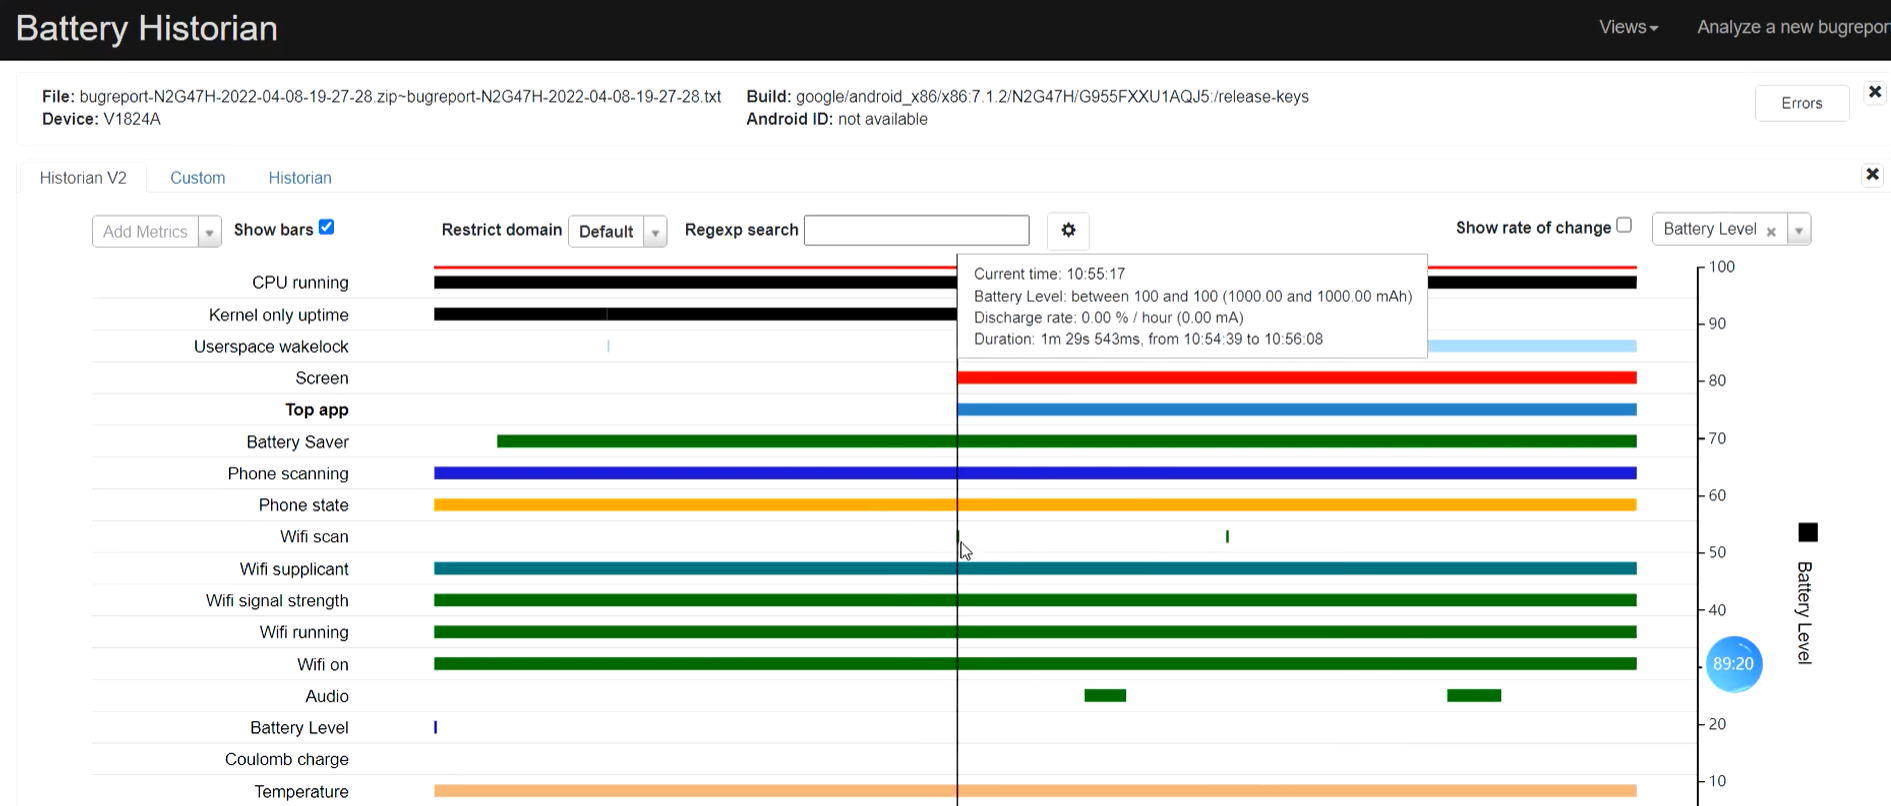 Battery Historian
Views
Analyze a new bugrepor
File: bugreport-N2G47H-2022-04-08-19-27-28.zip~bugreport-N2G47H-2022-04-08-19-27-28.txt
Build: google/android_x86/x86:7.1.2/N2G47H/G955FXXU1AQJ5:/release-keys
Errors
Device: V1824A
Android ID: not available
Historian V2
Custom
Historian
Add Metrics
Show bars
Restrict domain
Default
Regexp search
Show rate of change
Battery Level
Current time: 10:55:17
Battery Level: between 100 and 100 (1000.00 and 1000.00 mAh)
Discharge rate: 0.00 % / hour (0.00 mA)
Duration: 1m 29s 543ms, from 10:54:39 to 10:56:08
CPU running
Kernel only uptime
Userspace wakelock
Screen
Top app
Battery Saver
Phone scanning
Phone state
Wifi scan
Wifi supplicant
Wifi signal strength
Wifi running
Wifi on
Audio
Battery Level
Coulomb charge
Temperature
100
90
80
70
60
50
40
20
10
89:20
Battery Level